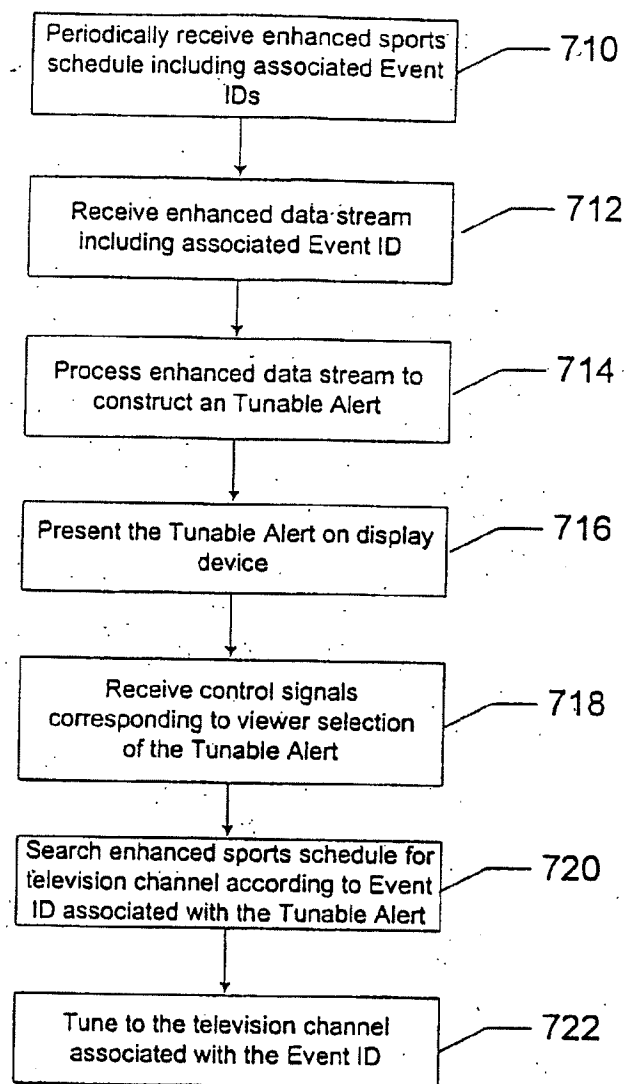 Periodically receive enhanced sports
schedule including associated Event
IDs
710
Receive enhanced data stream
including associated Event ID
712
Process enhanced data stream to
construct an Tunable Alert
714
Present the Tunable Alert on display
device
716
Receive control signals
corresponding to viewer selection
of the Tunable Alert
718
Search enhanced sports schedule for
television channel according to Event
ID associated with the Tunable Alert
720
Tune to the television channel
associated with the Event ID
722